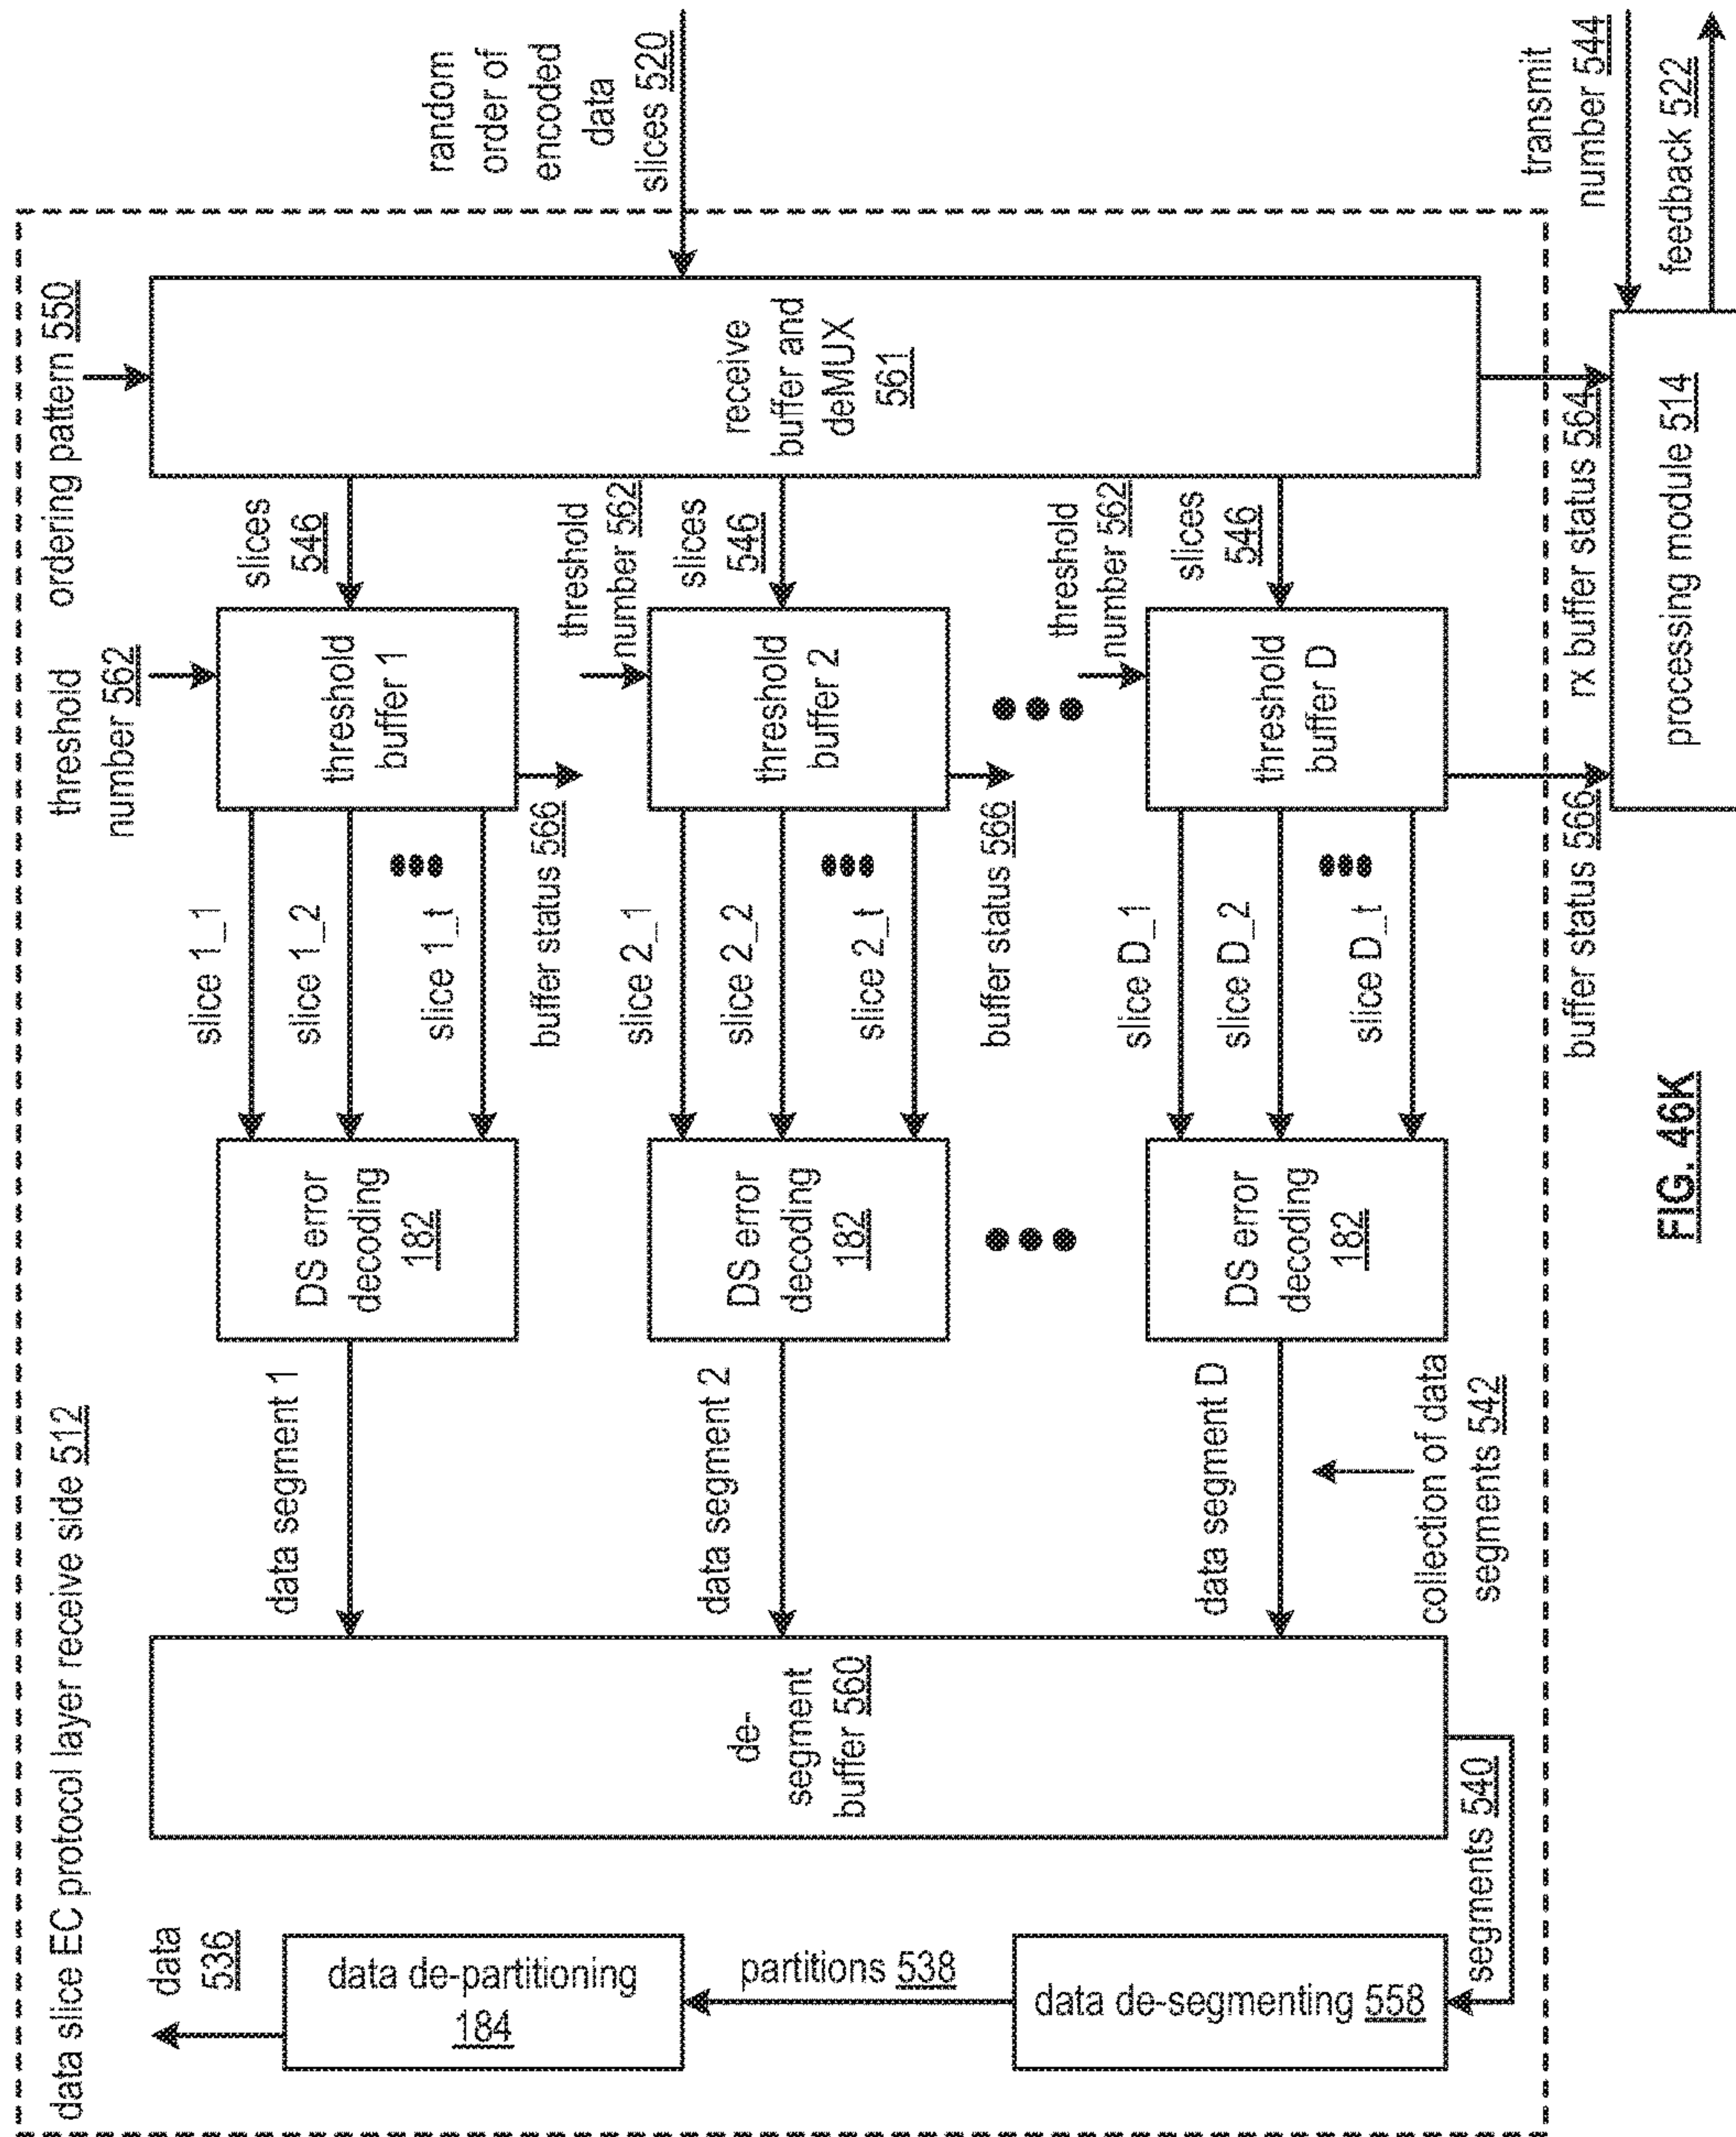 data slice EC protocol layer receive side 512
data
536
data de-partitioning
184
partitions 538
data de-segmenting 558
segments 540
de-
segment
buffer 560
data segment 1
data segment 2
data segment D
collection of data
segments 542
DS error
decoding
182
DS error
decoding
182
DS error
decoding
182
slice 1_1
slice 1_2
slice 1_t
buffer status 566
slice 2_1
slice 2_2
slice 2_t
buffer status 566
slice D_1
slice D_2
slice D_t
buffer status 566
threshold
number 562
threshold
buffer 1
threshold
number 562
threshold
buffer 2
threshold
number 562
threshold
buffer D
ordering pattern 550
slices
546
slices
546
slices
546
rx buffer status 564
receive
buffer and
deMUX
561
processing module 514
random
order of
encoded
data
slices 520
transmit
number 544
feedback 522
FIG. 46K